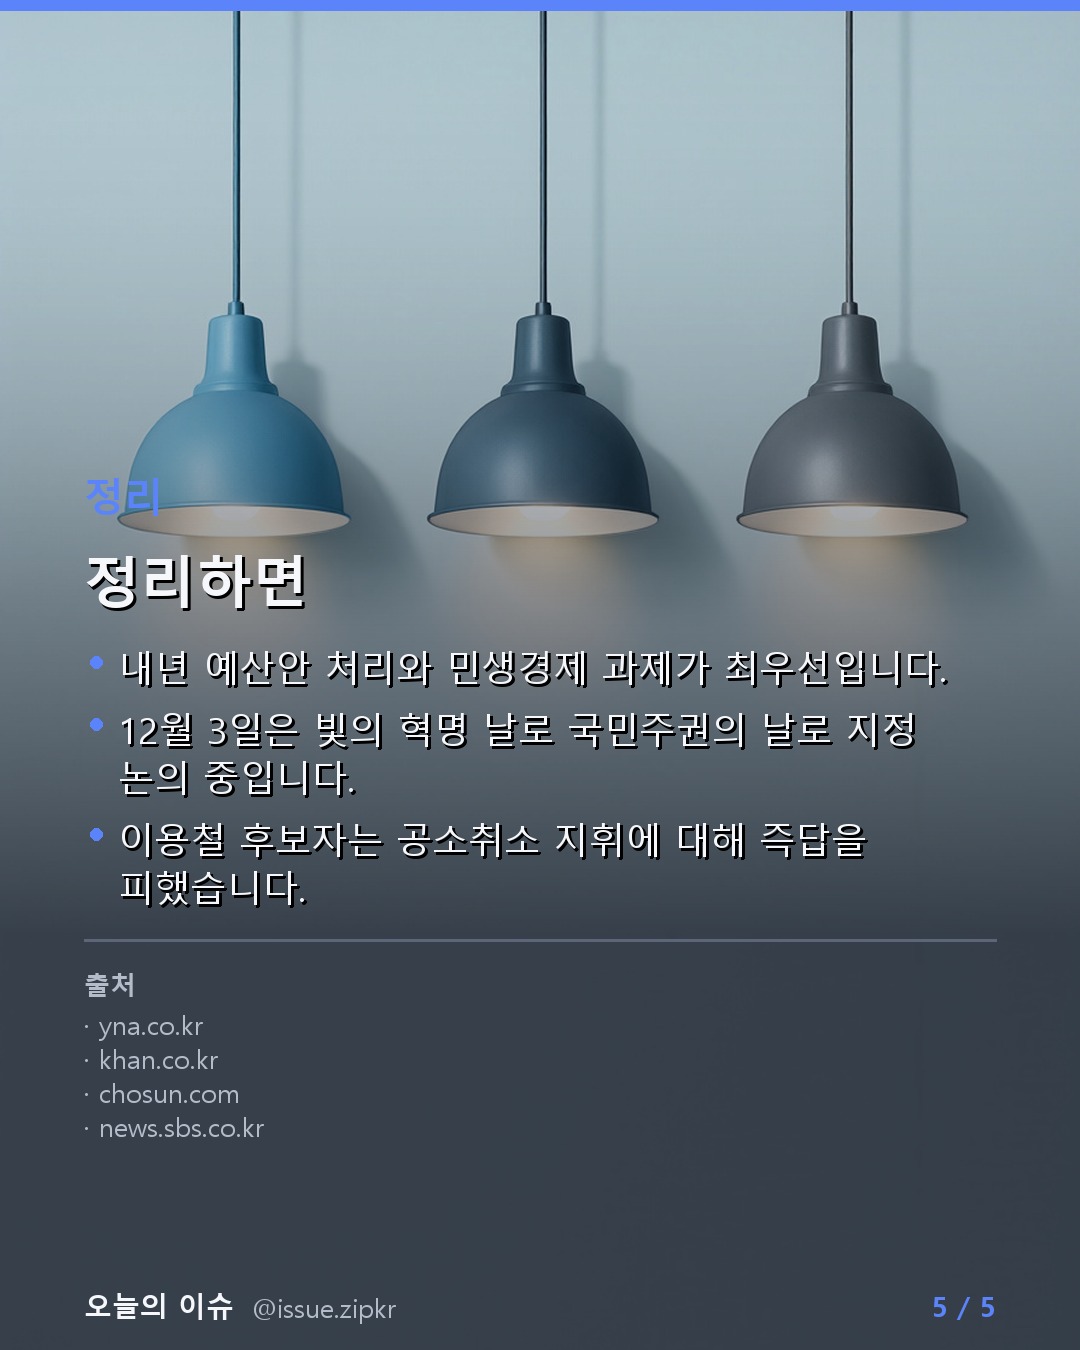 정리
정리하면
• 내년 예산안 처리와 민생경제 과제가 최우선입니다.
• 12월 3일은 빛의 혁명 날로 국민주권의 날로 지정
논의 중입니다.
• 이용철 후보자는 공소취소 지휘에 대해 즉답을
피했습니다.
출처
· yna.co.kr
· khan.co.kr
· chosun.com
· news.sbs.co.kr
오늘의 이슈 @issue.zipkr 5 / 5